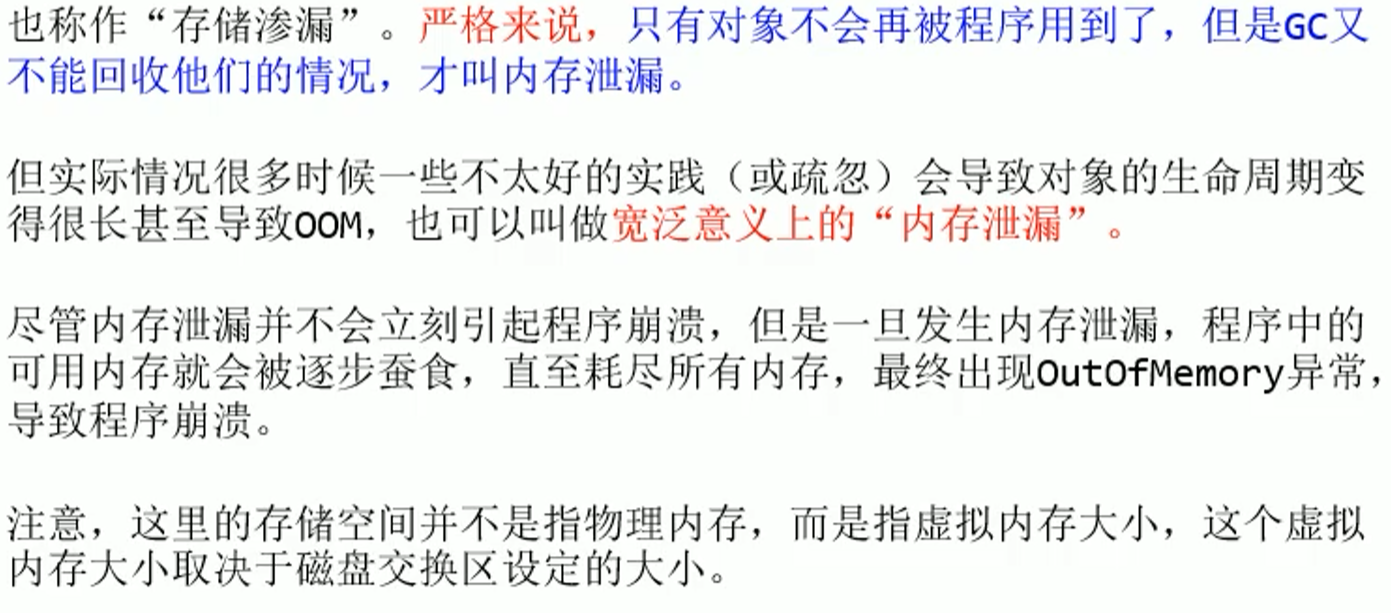 也称作“存储渗漏”。严格来说，只有对象不会再被程序用到了，但是GC又
不能回收他们的情况，才叫内存泄漏。
但实际情况很多时候一些不太好的实践（或疏忽）会导致对象的生命周期变
得很长甚至导致OOM，也可以叫做宽泛意义上的“内存泄漏”。
尽管内存泄漏并不会立刻引起程序崩溃，但是一旦发生内存泄漏，程序中的
可用内存就会被逐步蚕食，直至耗尽所有内存，最终出现OutOfMemory异常，
导致程序崩溃。
注意，这里的存储空间并不是指物理内存，而是指虚拟内存大小，这个虚拟
内存大小取决于磁盘交换区设定的大小。